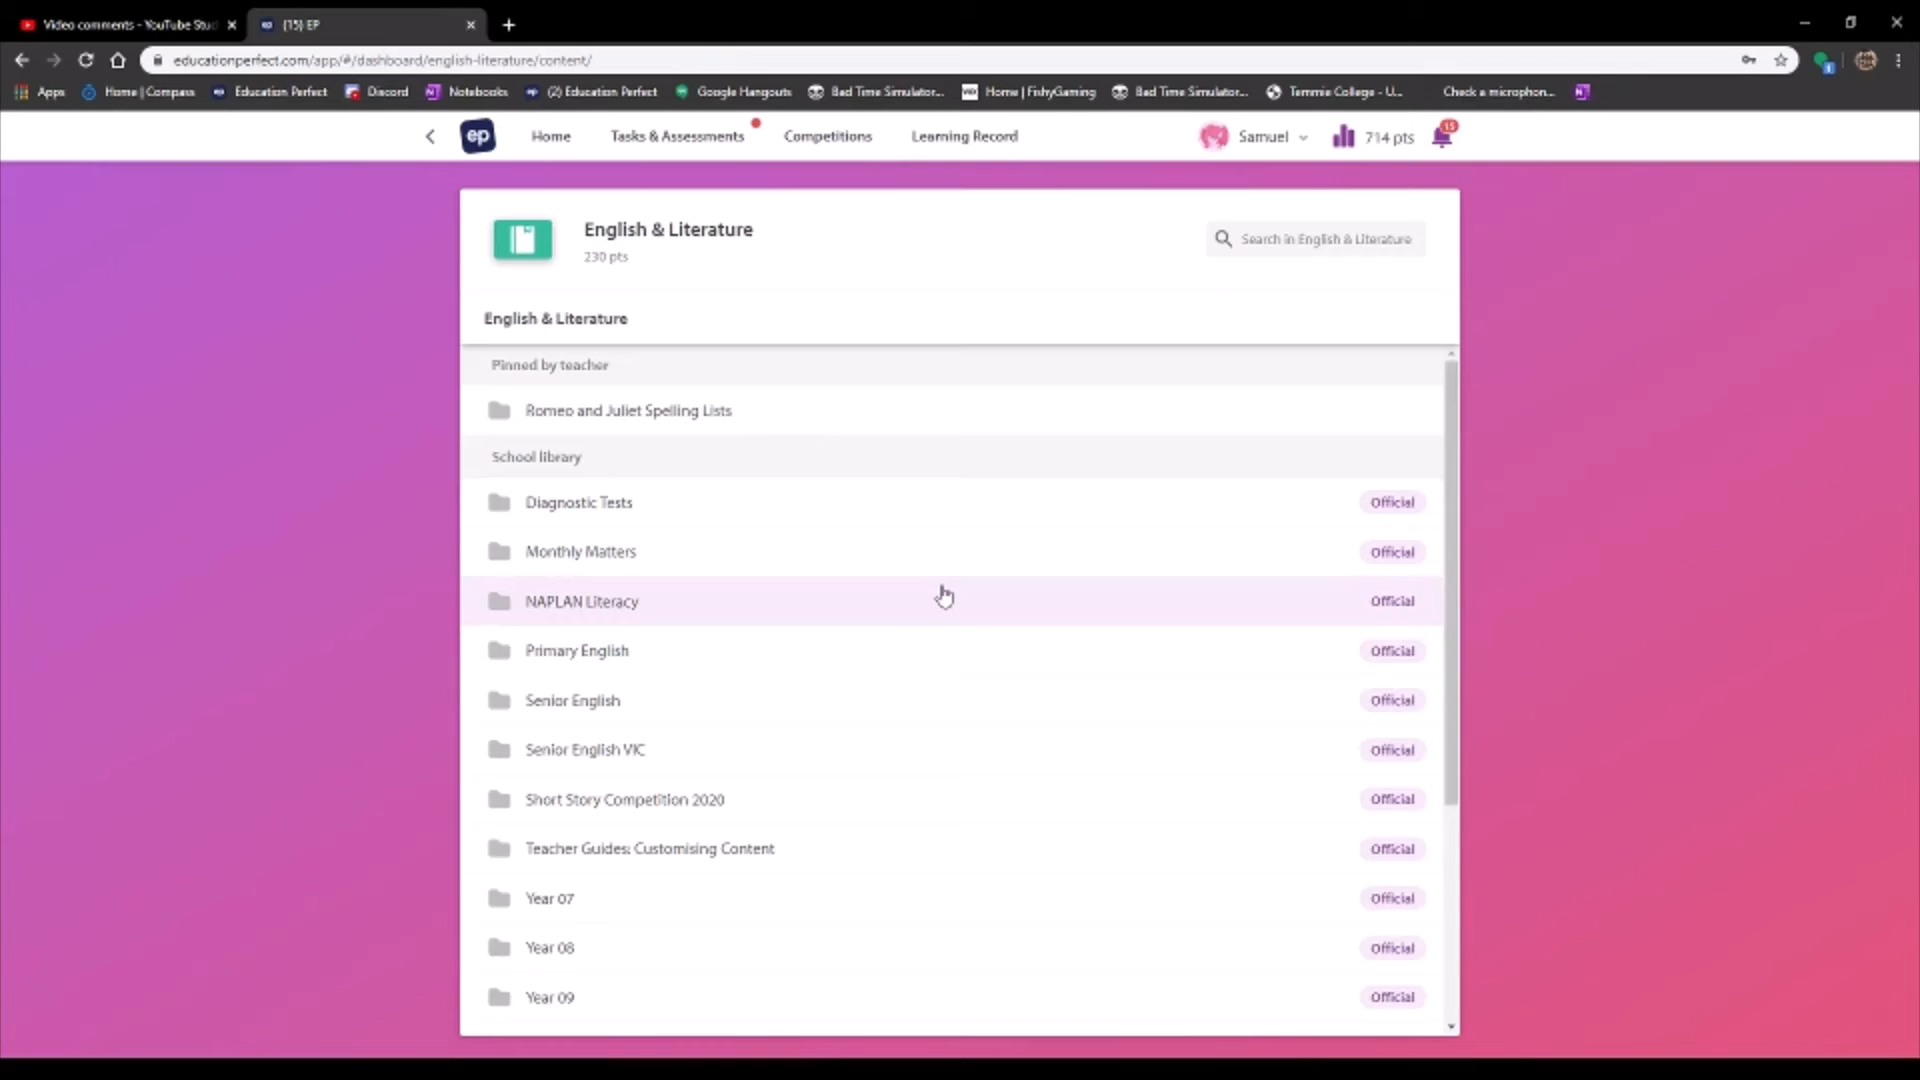 Video comments - YouTube Stu
(15) EP
educationperfect.com/app/#/dashboard/english-literature/content/
Apps
Home | Compass
Education Perfect
Discord
Notebooks
(2) Education Perfect
Google Hangouts
Bad Time Simulator...
Home | FishyGaming
Bad Time Simulator...
Temmie College - U...
Check a microphon...
ep
Home
Tasks & Assessments
Competitions
Learning Record
Samuel
714 pts
15
English & Literature
230 pts
Search in English & Literature
English & Literature
Pinned by teacher
Romeo and Juliet Spelling Lists
School library
Diagnostic Tests
Official
Monthly Matters
Official
NAPLAN Literacy
Official
Primary English
Official
Senior English
Official
Senior English VIC
Official
Short Story Competition 2020
Official
Teacher Guides: Customising Content
Official
Year 07
Official
Year 08
Official
Year 09
Official